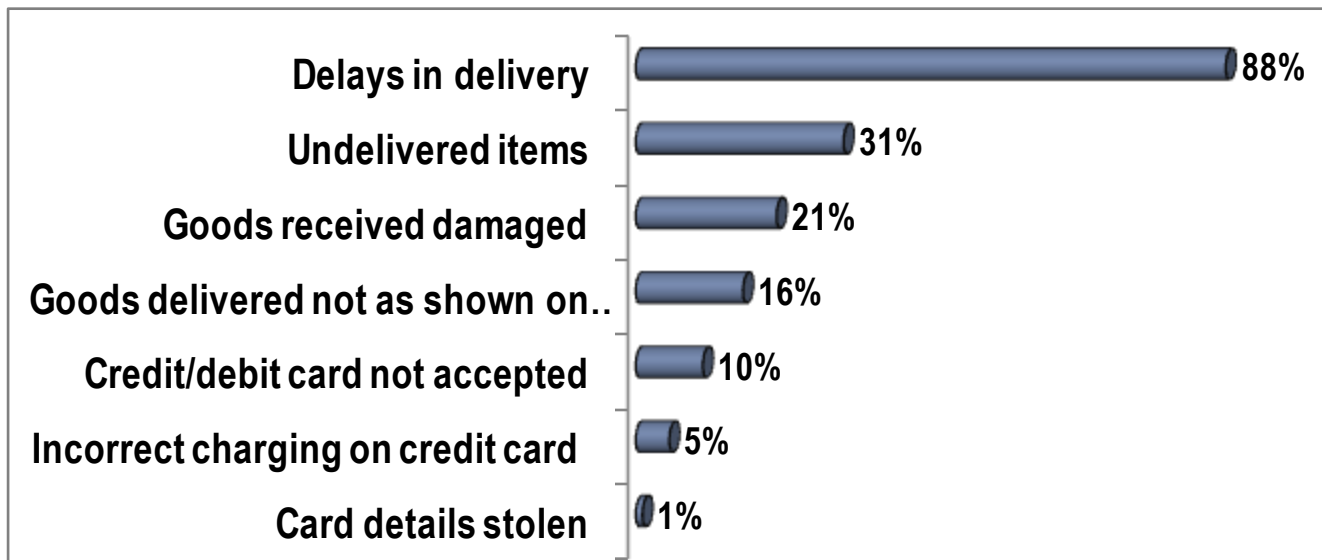 Delays in delivery 88%
Undelivered items 31%
Goods received damaged 21%
Goods delivered not as shown on.. 16%
Credit/debit card not accepted 10%
Incorrect charging on credit card 5%
Card details stolen 1%